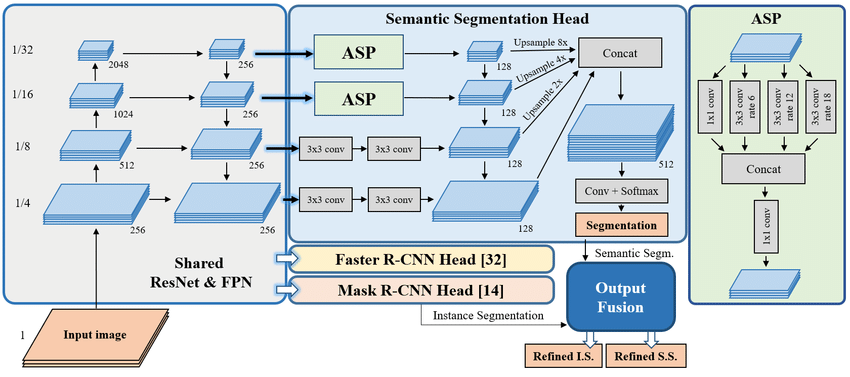 Semantic Segmentation Head
ASP
1/32
2048
256
ASP
128
Upsample 8x
Concat
1/16
1024
256
ASP
128
Upsample 4x
Upsample 2x
1/8
512
256
3x3 conv
3x3 conv
128
512
1/4
256
256
3x3 conv
3x3 conv
128
Conv + Softmax
Segmentation
1x1 conv
3x3 conv
rate 6
3x3 conv
rate 12
3x3 conv
rate 18
Concat
1x1 conv
Shared
ResNet & FPN
Faster R-CNN Head [32]
Mask R-CNN Head [14]
Semantic Segm.
Instance Segmentation
Output
Fusion
1
Input image
Refined I.S.
Refined S.S.